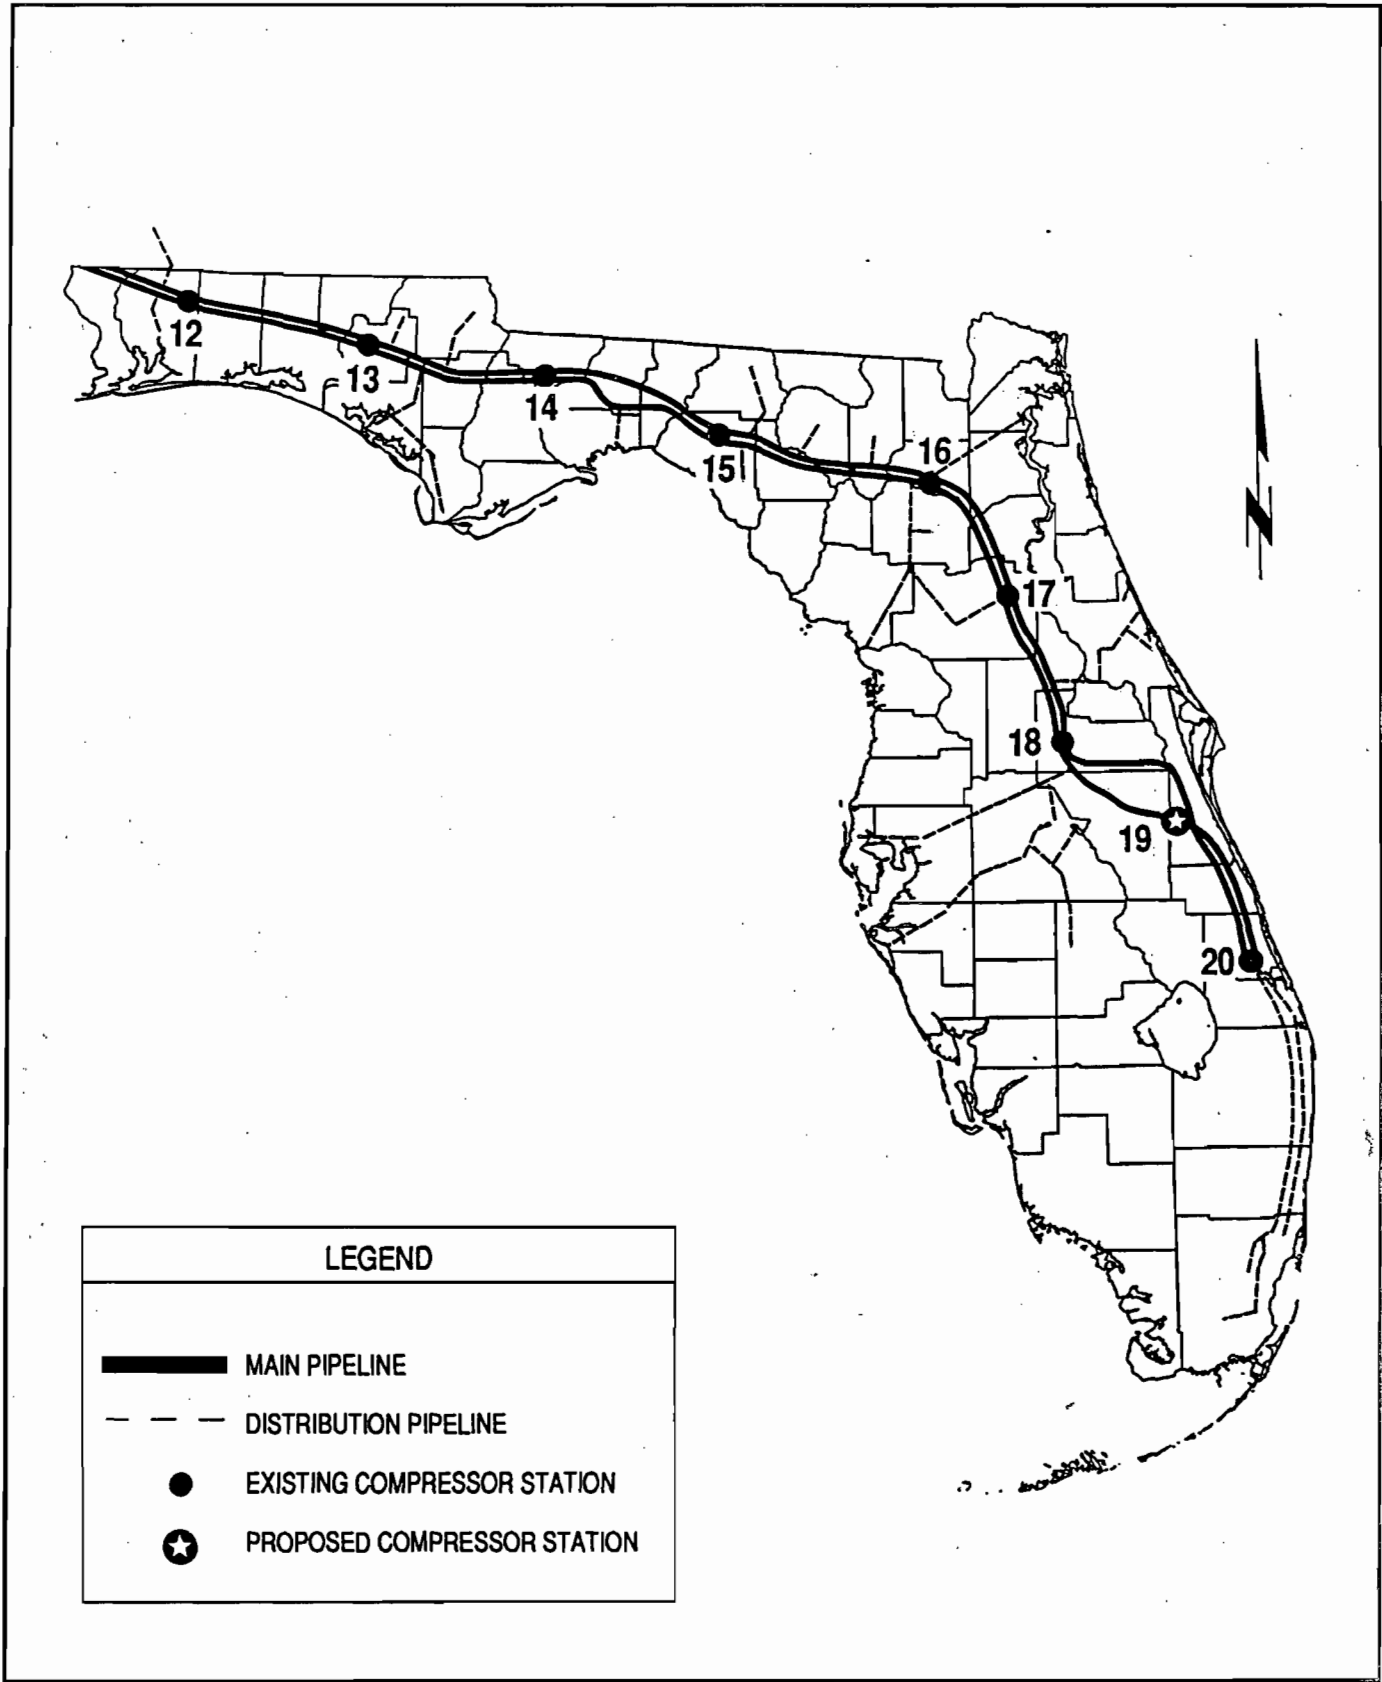 12
13
14
15
16
17
18
19
20
N
LEGEND
MAIN PIPELINE
DISTRIBUTION PIPELINE
EXISTING COMPRESSOR STATION
PROPOSED COMPRESSOR STATION